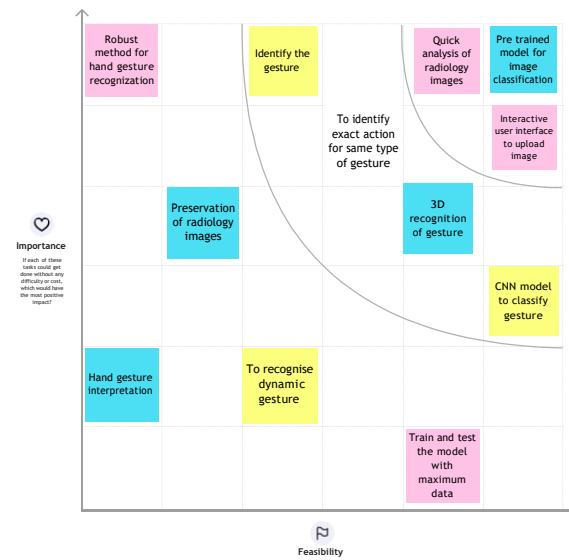 Robust
method for
hand gesture
recognization
Identify the
gesture
Quick
analysis of
radiology
images
Pre trained
model for
image
classification
To identify
exact action
for same type
of gesture
Interactive
user interface
to upload
image
Preservation
of radiology
images
3D
recognition
of gesture
Importance
If each of these
tasks could get
done without any
difficulty or cost,
which would have
the most positive
impact?
CNN model
to classify
gesture
Hand gesture
interpretation
To recognise
dynamic
gesture
Train and test
the model
with
maximum
data
Feasibility